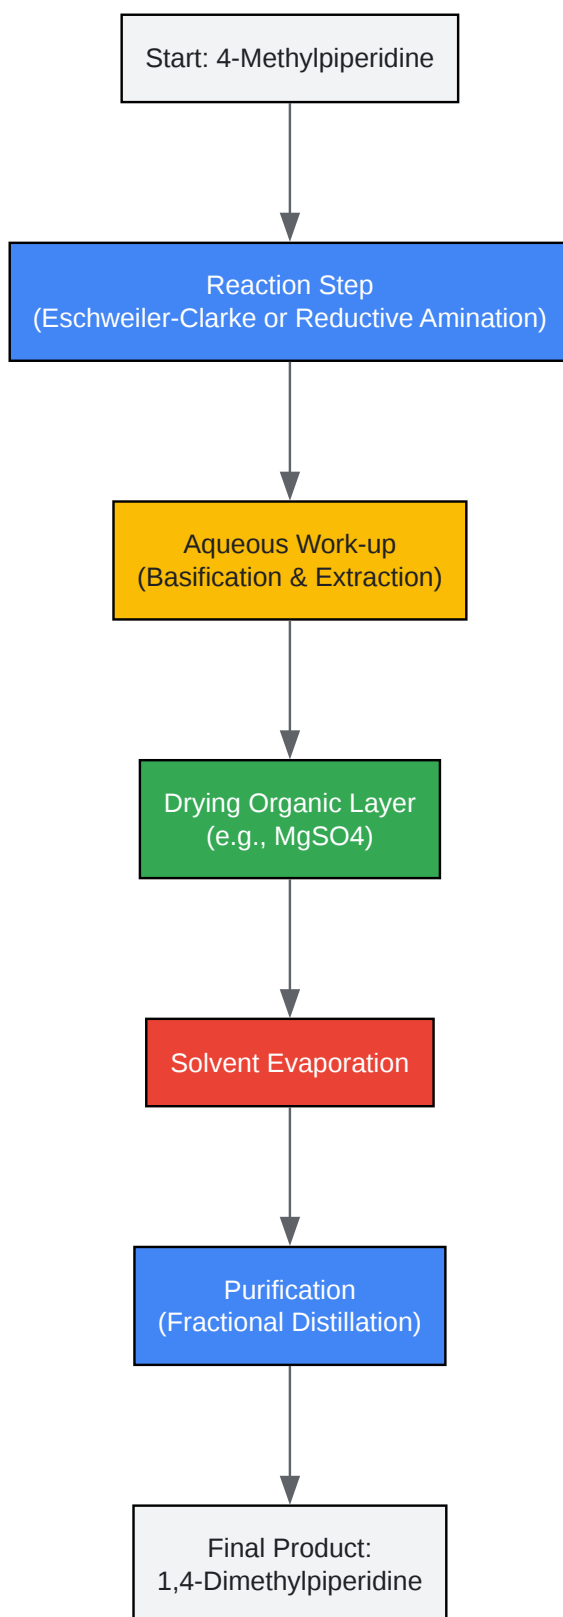 Start: 4-Methylpiperidine
Reaction Step
(Eschweiler-Clarke or Reductive Amination)
Aqueous Work-up
(Basification & Extraction)
Drying Organic Layer
(e.g., MgSO4)
Solvent Evaporation
Purification
(Fractional Distillation)
Final Product:
1,4-Dimethylpiperidine